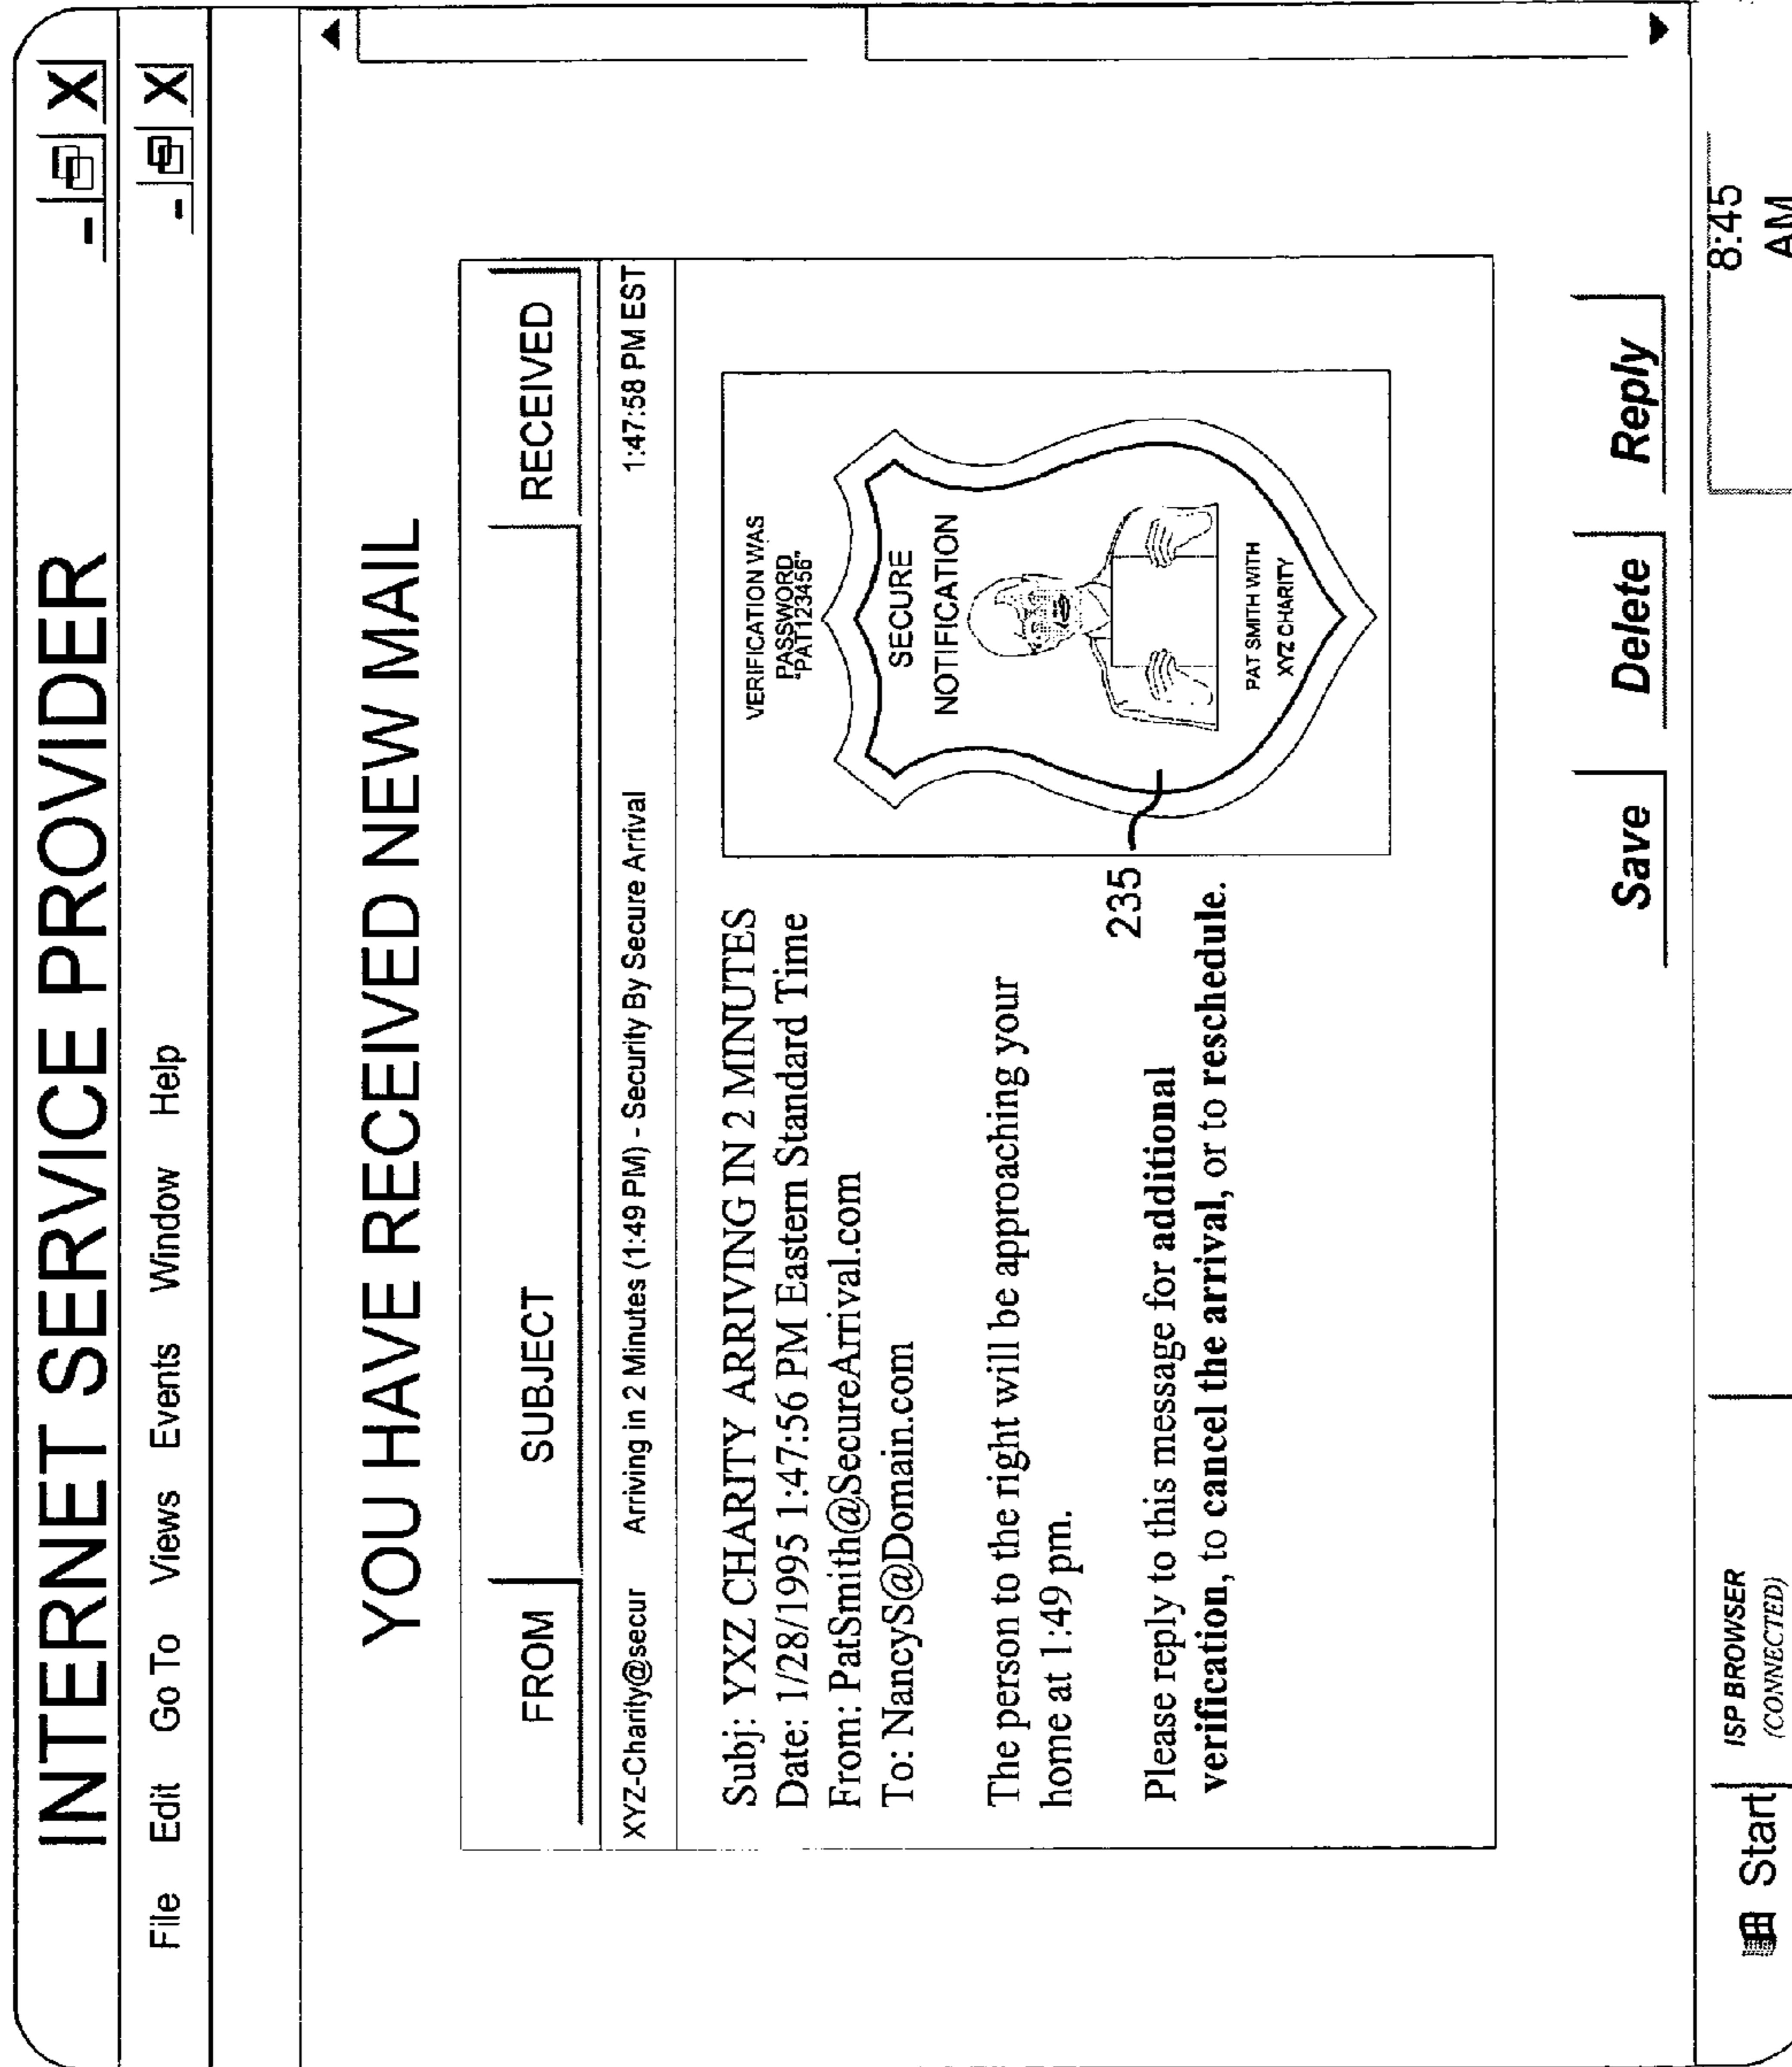 INTERNET SERVICE PROVIDER
File Edit Go To Views Events Window Help
YOU HAVE RECEIVED NEW MAIL
FROM SUBJECT RECEIVED
XYZ-Charity@secur Arriving in 2 Minutes (1:49 PM) - Security By Secure Arrival 1:47:58 PM EST
Subj: YXZ CHARITY ARRIVING IN 2 MINUTES
Date: 1/28/1995 1:47:56 PM Eastern Standard Time
From: PatSmith@SecureArrival.com
To: NancyS@Domain.com
The person to the right will be approaching your
home at 1:49 pm.
Please reply to this message for additional
verification, to cancel the arrival, or to reschedule.
VERIFICATION WAS
PASSWORD
"PAT123456"
SECURE
NOTIFICATION
PAT SMITH WITH
XYZ CHARITY
235
Save Delete Reply
Start ISP BROWSER
(CONNECTED)
8:45
AM